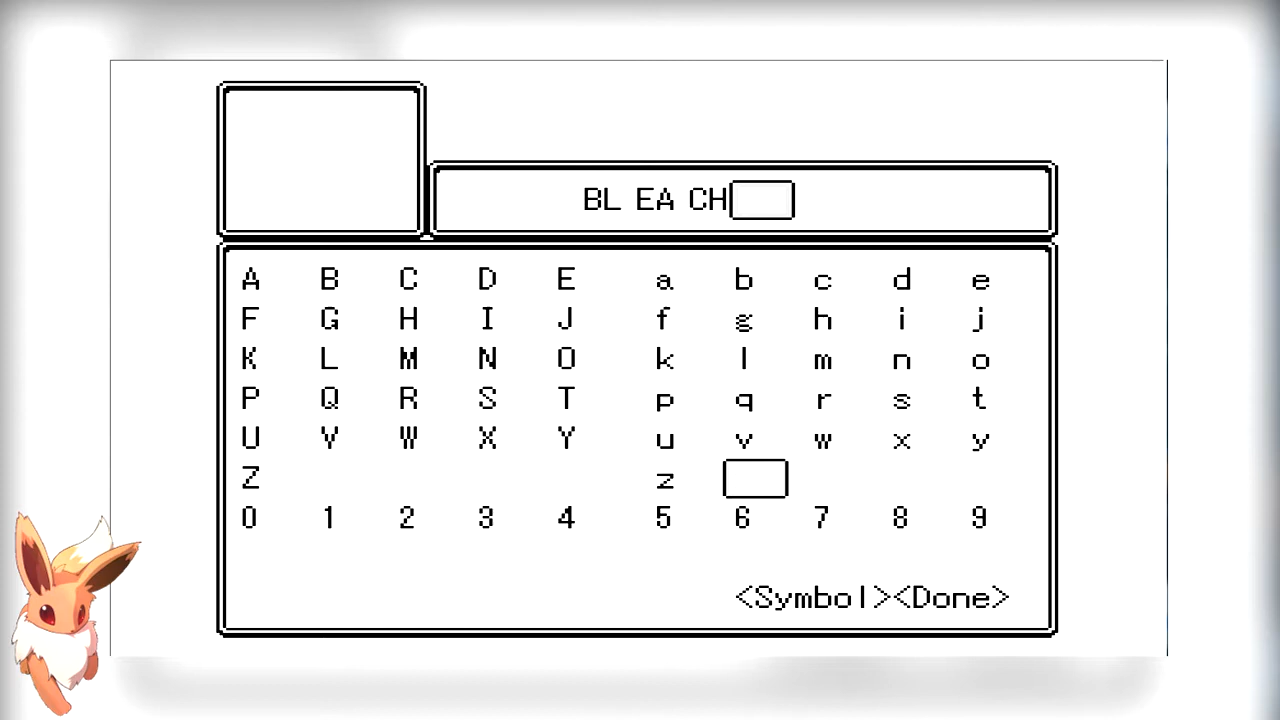 BL EA CH
A B C D E a b c d e
F G H I J f g h i j
K L M N O k l m n o
P Q R S T p q r s t
U V W X Y u v w x y
Z z
0 1 2 3 4 5 6 7 8 9
<Symbol><Done>